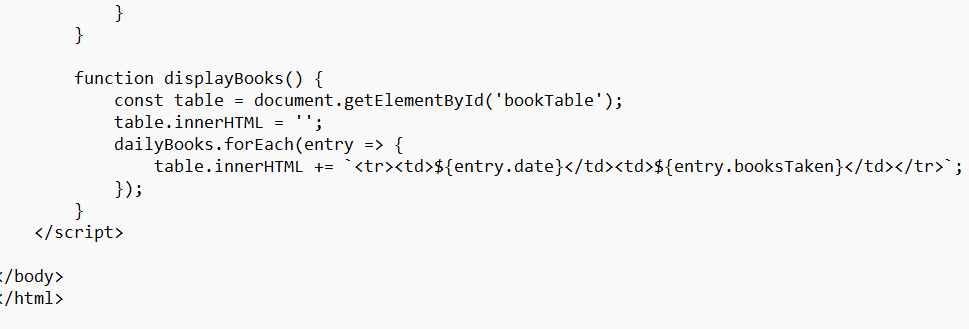 }
}
function displayBooks() {
const table = document.getElementById('bookTable');
table.innerHTML = '';
dailyBooks.forEach(entry => {
table.innerHTML += `<tr><td>${entry.date}</td><td>${entry.booksTaken}</td></tr>`;
});
}
</script>
</body>
</html>